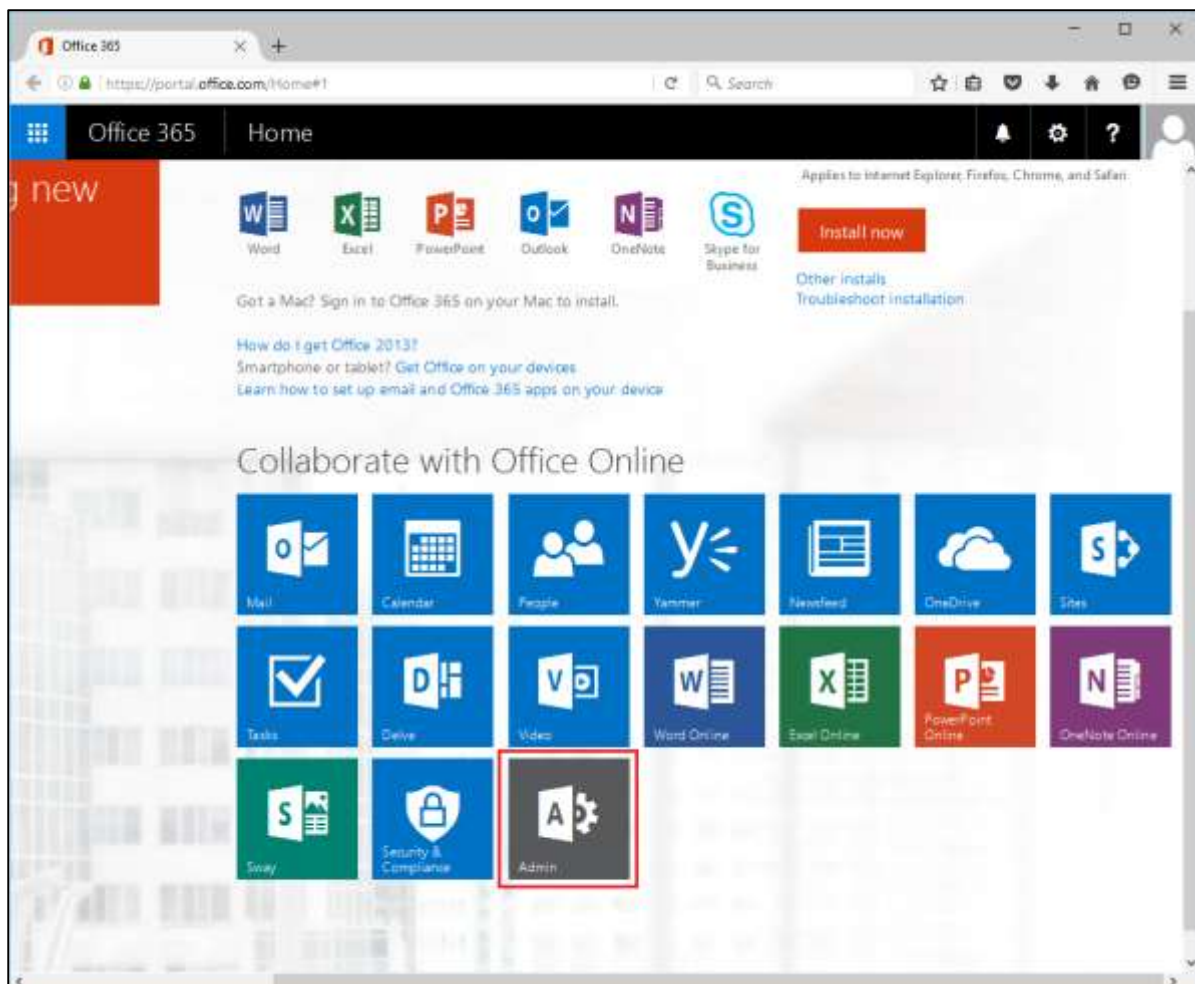 Office 365
https://portal.office.com/Home#1
Search
Office 365
Home
g new
Applies to Internet Explorer, Firefox, Chrome, and Safari
Word
Excel
PowerPoint
Outlook
OneNote
Skype for
Business
Install now
Other installs
Troubleshoot installation
Got a Mac? Sign in to Office 365 on your Mac to install.
How do I get Office 2013?
Smartphone or tablet? Get Office on your devices
Learn how to set up email and Office 365 apps on your device
Collaborate with Office Online
Mail
Calendar
People
Yammer
Newsfeed
OneDrive
Sites
Tasks
Delve
Video
Word Online
Excel Online
PowerPoint
Online
OneNote Online
Sway
Security &
Compliance
Admin